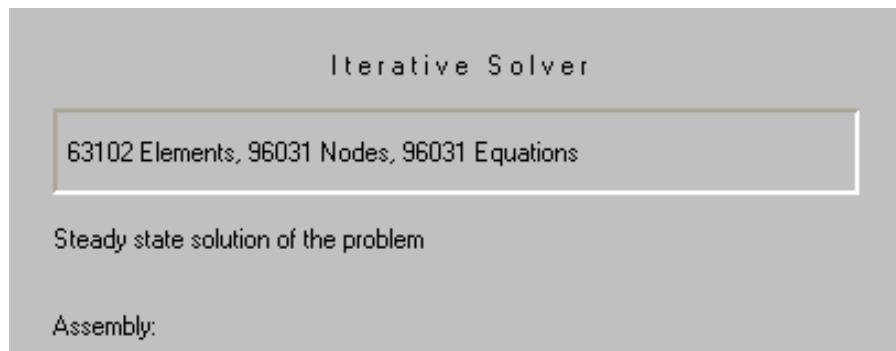 Iterative Solver
63102 Elements, 96031 Nodes, 96031 Equations
Steady state solution of the problem
Assembly: